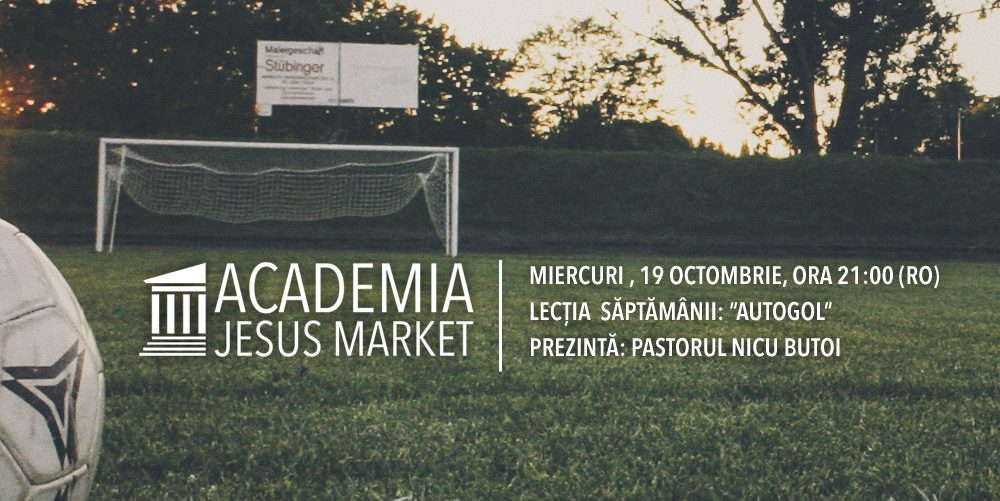 Malergeschäft
Stübinger
ACADEMIA
JESUS MARKET
MIERCURI , 19 OCTOMBRIE, ORA 21:00 (RO)
LECȚIA SĂPTĂMÂNII: “AUTOGOL”
PREZINTĂ: PASTORUL NICU BUTOI